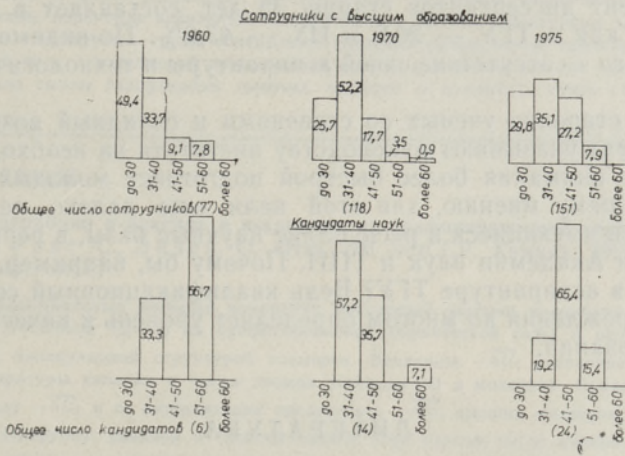 Сотрудники с высшим образованием
1960 1970 1975
49,4 33,7 9,1 7,8
25,7 52,2 17,7 3,5 0,9
29,8 35,1 27,2 7,9
до 30 31-40 41-50 51-60 более 60
до 30 31-40 41-50 51-60 более 60
до 30 31-40 41-50 51-60 более 60
Общее число сотрудников (77) (118) (151)
Кандидаты наук
33,3 66,7
57,2 35,7 7,1
19,2 65,4 15,4
до 30 31-40 41-50 51-60 более 60
до 30 31-40 41-50 51-60 более 60
до 30 31-40 41-50 51-60 более 60
Общее число кандидатов (6) (14) (24)